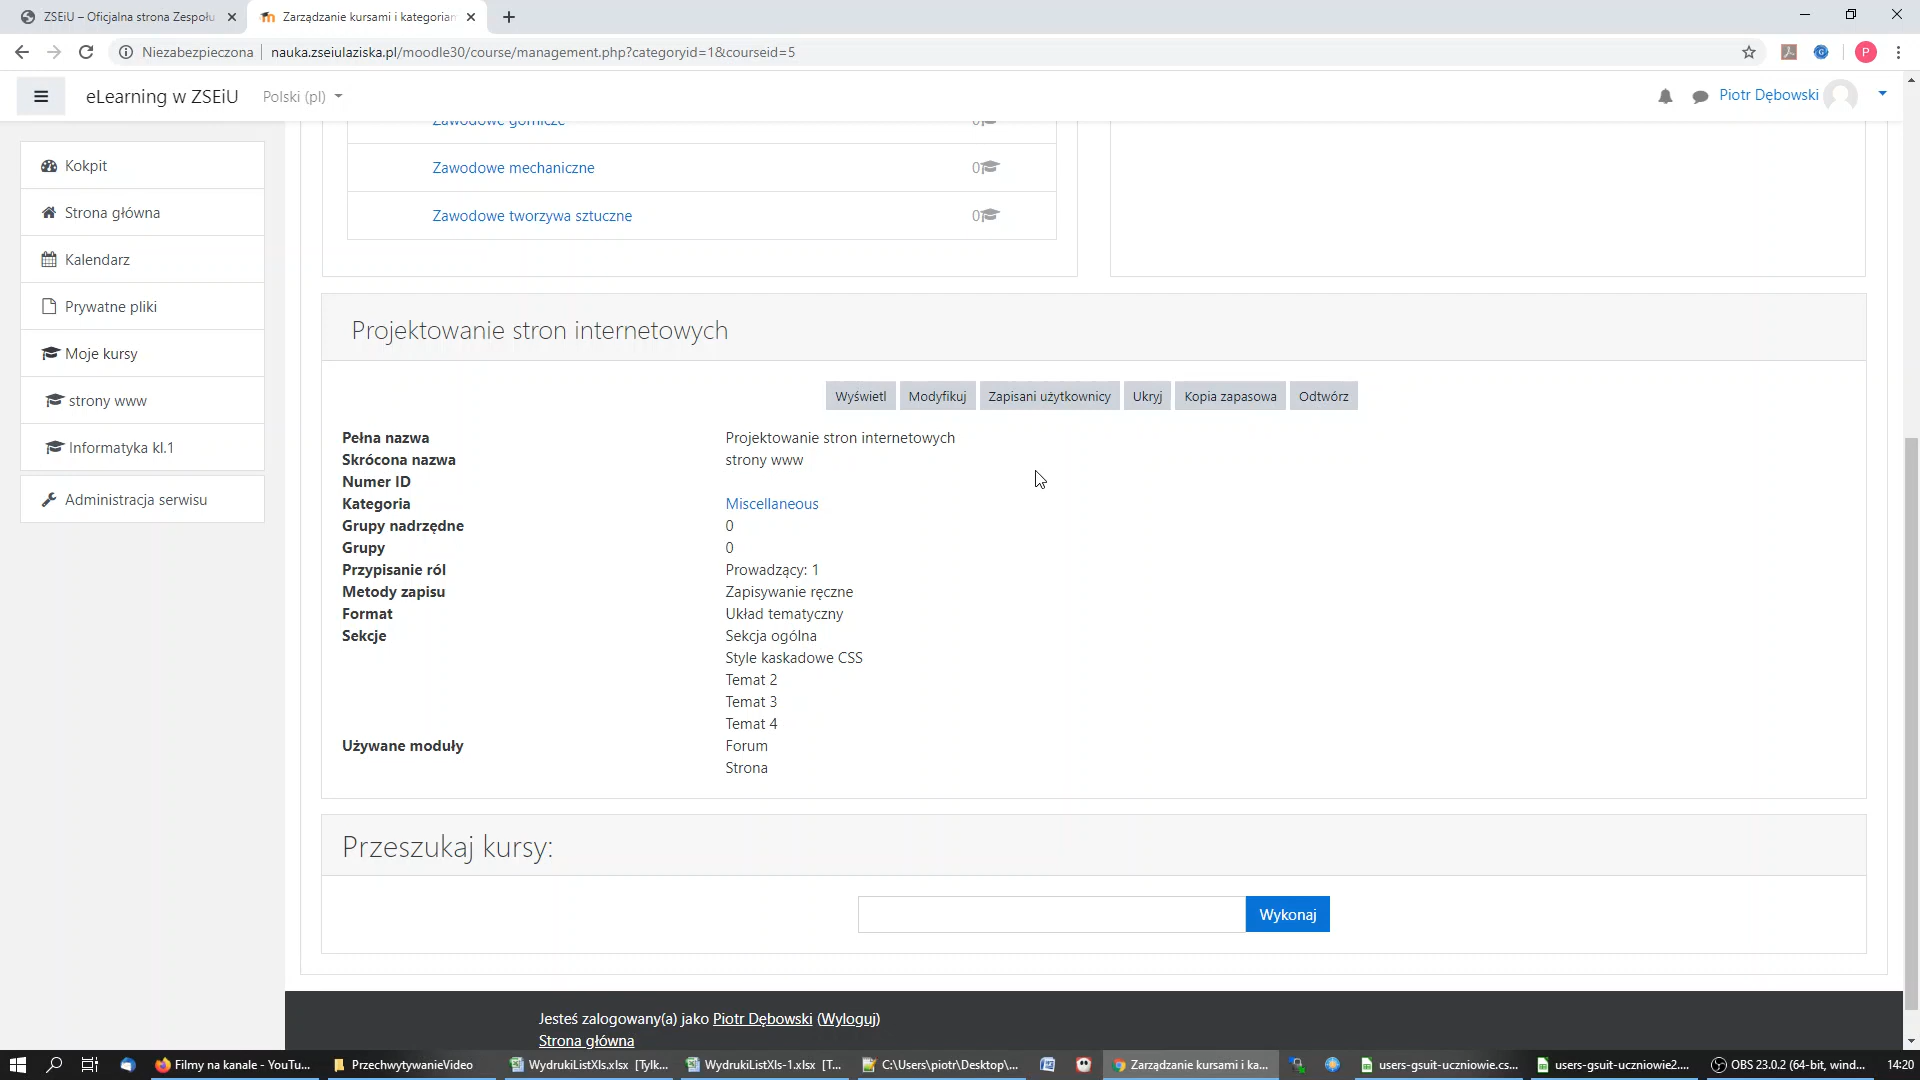 ZSEiU – Oficjalna strona Zespołu
Zarządzanie kursami i kategoriam
Niezabezpieczona
nauka.zseiulaziska.pl/moodle30/course/management.php?categoryid=1&courseid=5
P
eLearning w ZSEiU
Polski (pl)
Piotr Dębowski
Kokpit
Strona główna
Kalendarz
Prywatne pliki
Moje kursy
strony www
Informatyka kl.1
Administracja serwisu
Zawodowe górnicze 0
Zawodowe mechaniczne 0
Zawodowe tworzywa sztuczne 0
Projektowanie stron internetowych
Wyświetl Modyfikuj Zapisani użytkownicy Ukryj Kopia zapasowa Odtwórz
Pełna nazwa Projektowanie stron internetowych
Skrócona nazwa strony www
Numer ID
Kategoria Miscellaneous
Grupy nadrzędne 0
Grupy 0
Przypisanie ról Prowadzący: 1
Metody zapisu Zapisywanie ręczne
Format Układ tematyczny
Sekcje Sekcja ogólna
Style kaskadowe CSS
Temat 2
Temat 3
Temat 4
Używane moduły Forum
Strona
Przeszukaj kursy:
Wykonaj
Jesteś zalogowany(a) jako Piotr Dębowski (Wyloguj)
Strona główna
Filmy na kanale - YouTu...
PrzechwytywanieVideo
WydrukiListXls.xlsx [Tylk...
WydrukiListXls-1.xlsx [T...
C:\Users\piotr\Desktop\...
Zarządzanie kursami i ka...
users-gsuit-uczniowie.cs...
users-gsuit-uczniowie2....
OBS 23.0.2 (64-bit, wind...
14:20